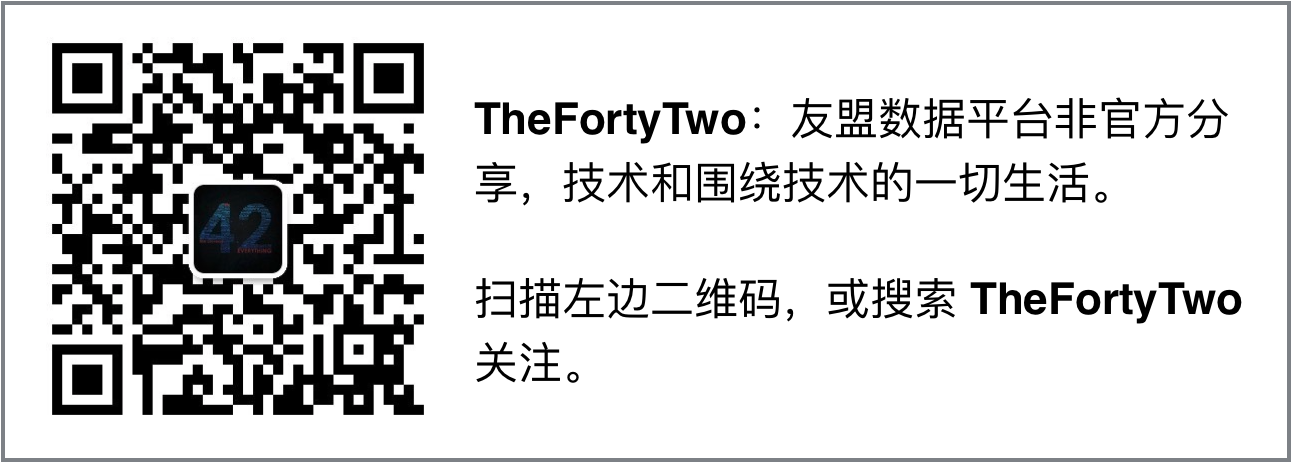 TheFortyTwo：友盟数据平台非官方分
享，技术和围绕技术的一切生活。
扫描左边二维码，或搜索 TheFortyTwo
关注。
42